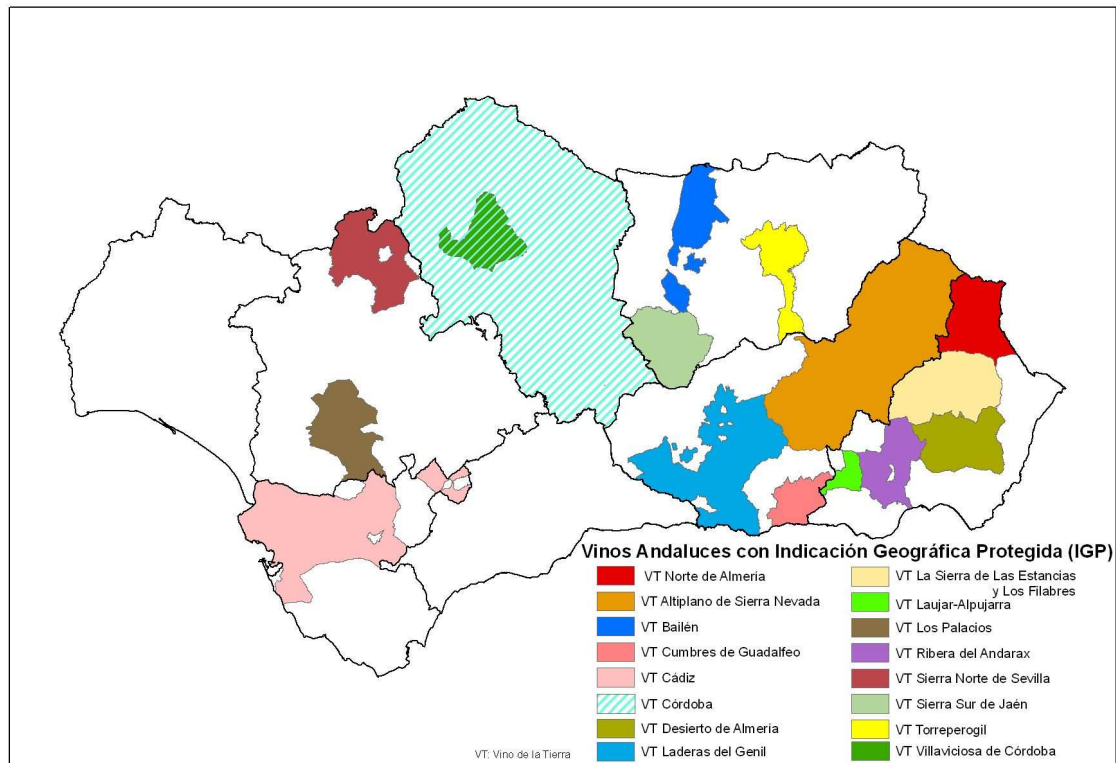 Vinos Andaluces con Indicación Geográfica Protegida (IGP)
VT Norte de Almería
VT Altiplano de Sierra Nevada
VT Bailén
VT Cumbres de Guadalfeo
VT Cádiz
VT Córdoba
VT Desierto de Almería
VT Laderas del Genil
VT La Sierra de Las Estancias
y Los Filabres
VT Laujar-Alpujarra
VT Los Palacios
VT Ribera del Andarax
VT Sierra Norte de Sevilla
VT Sierra Sur de Jaén
VT Torreperogil
VT Villaviciosa de Córdoba
VT: Vino de la Tierra